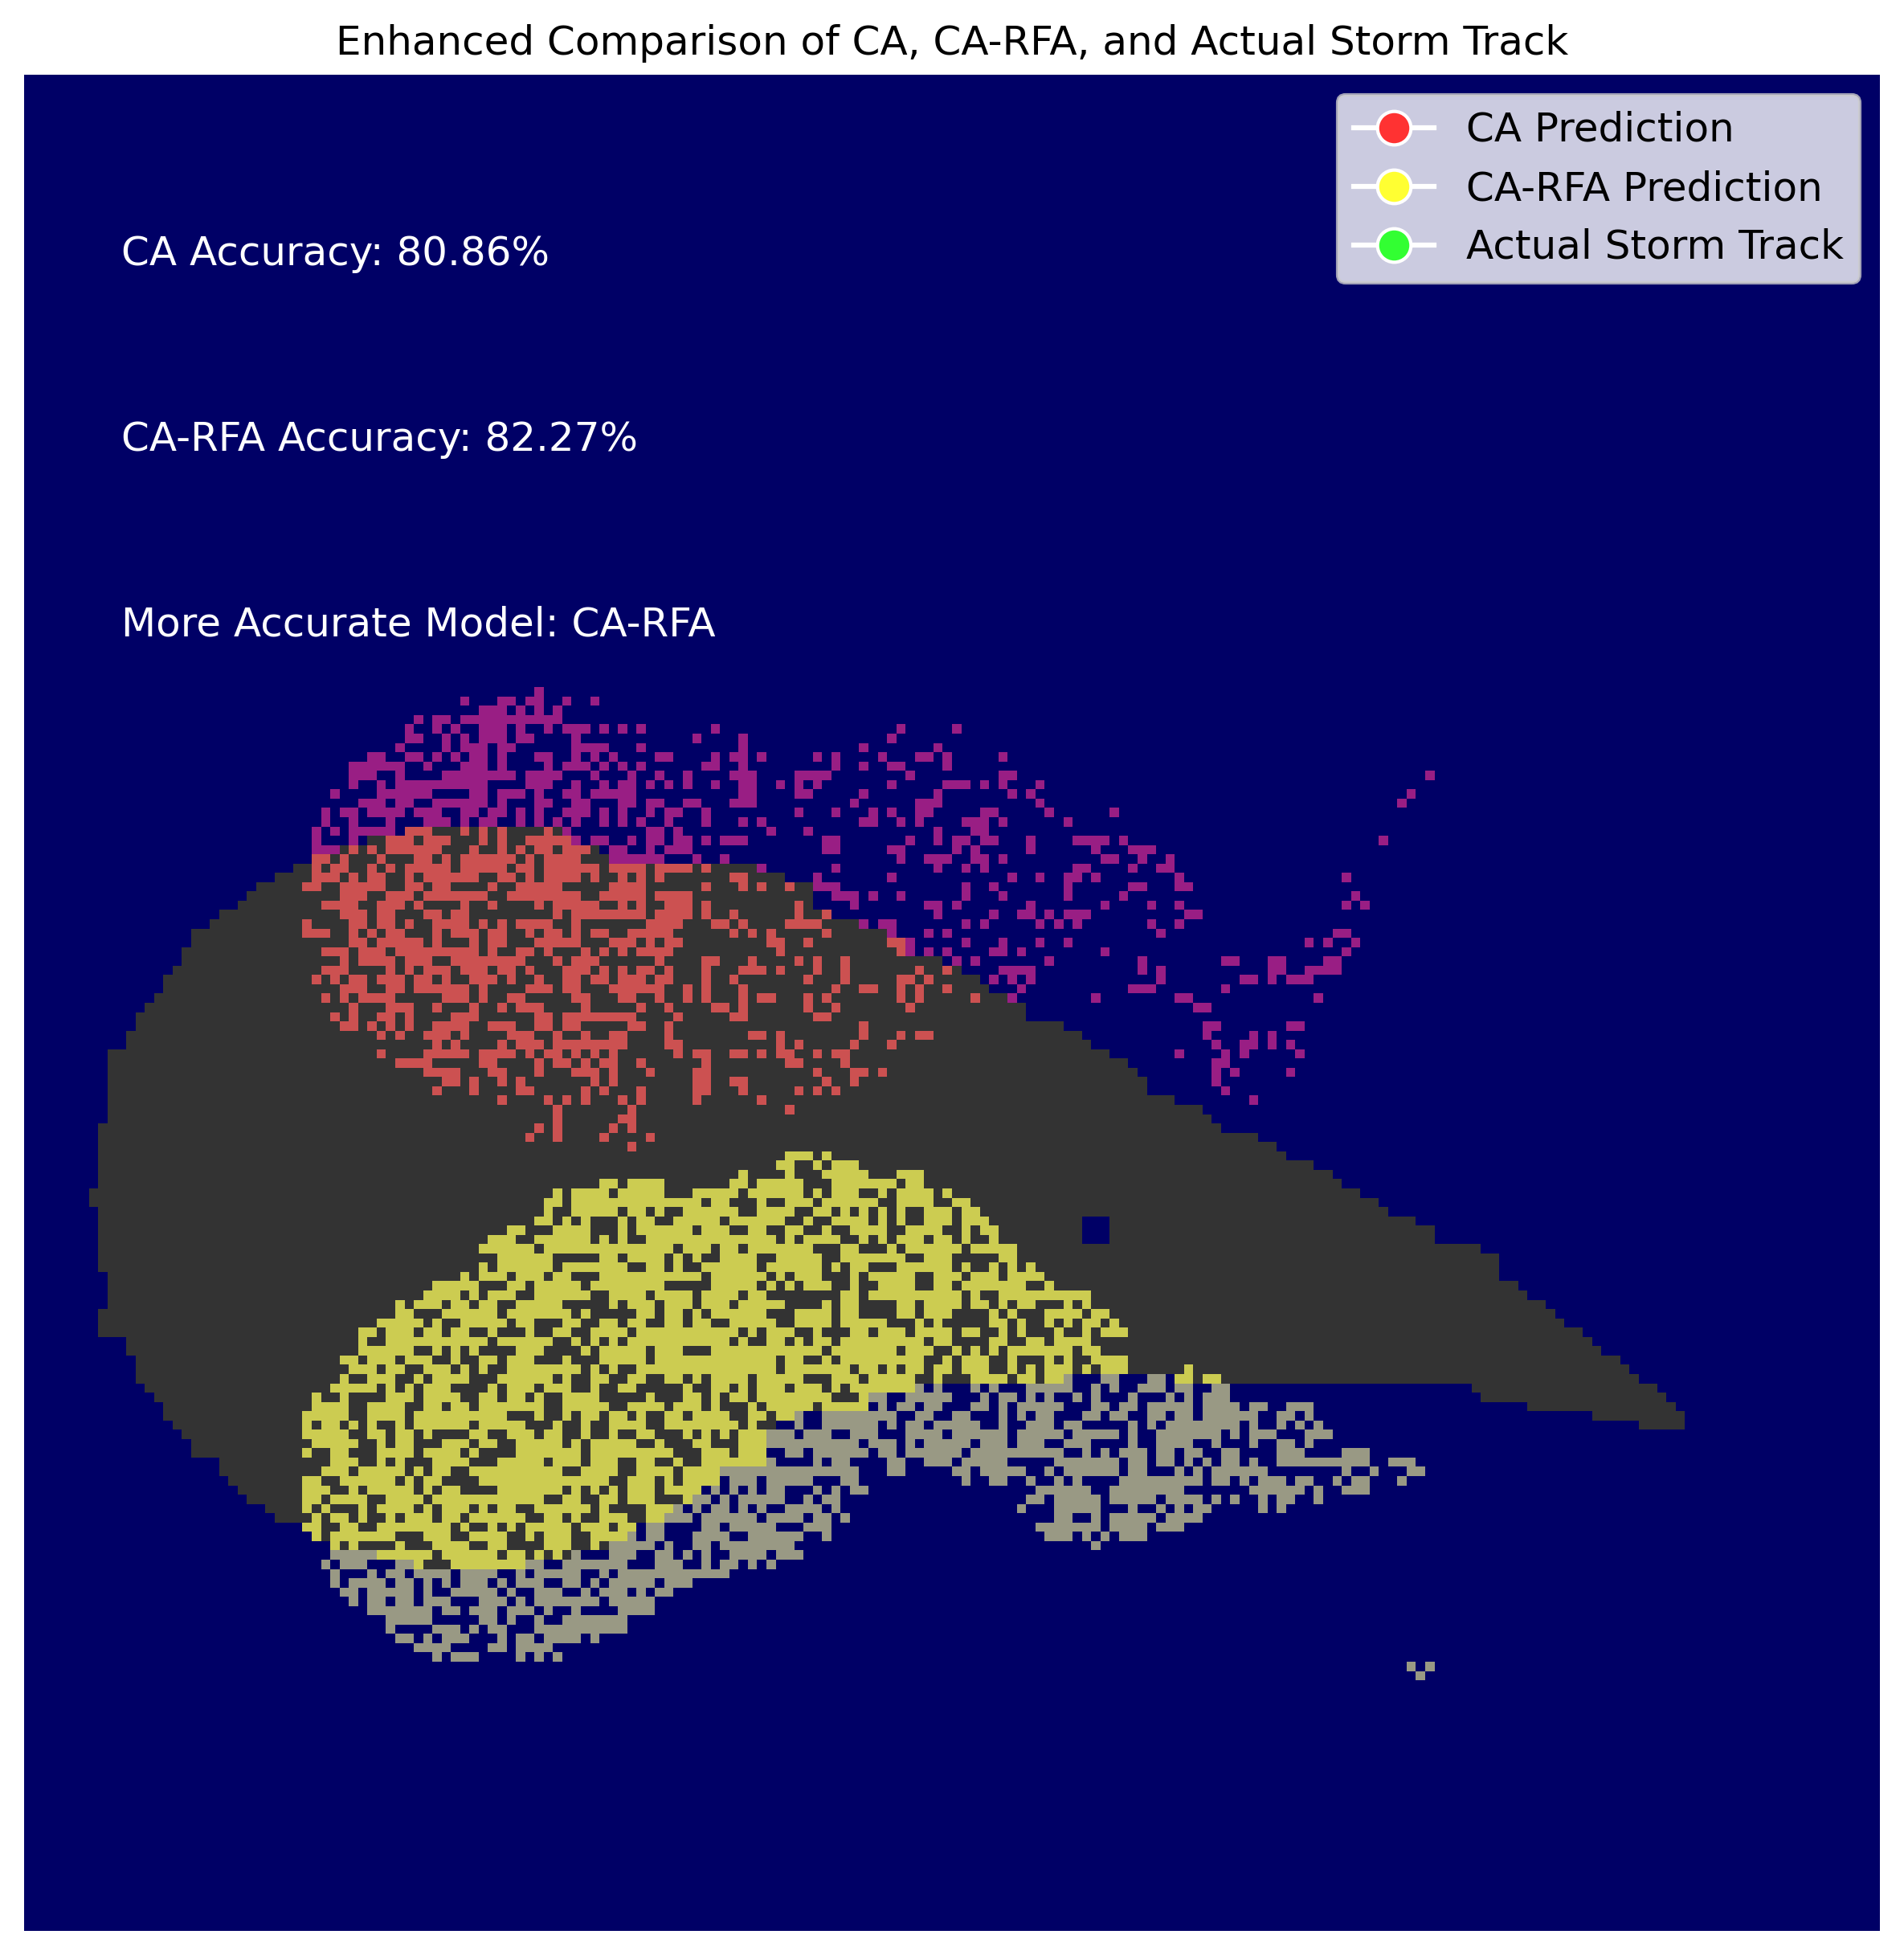 Enhanced Comparison of CA, CA-RFA, and Actual Storm Track
CA Prediction
CA-RFA Prediction
Actual Storm Track
CA Accuracy: 80.86%
CA-RFA Accuracy: 82.27%
More Accurate Model: CA-RFA